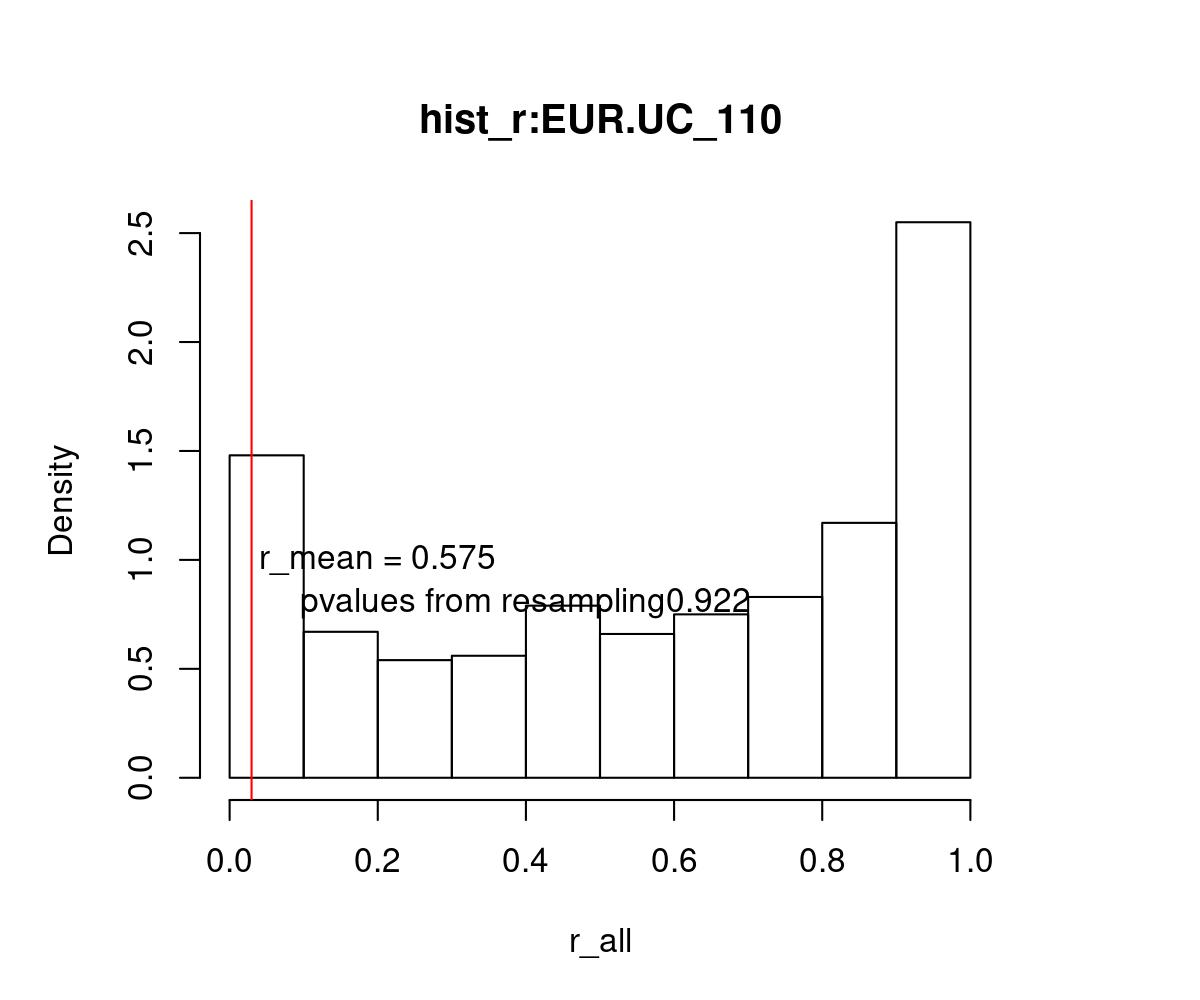 hist_r:EUR.UC_110
Density
2.5
2.0
1.5
1.0
0.5
0.0
r_mean = 0.575
pvalues from resampling0.922
0.0 0.2 0.4 0.6 0.8 1.0
r_all